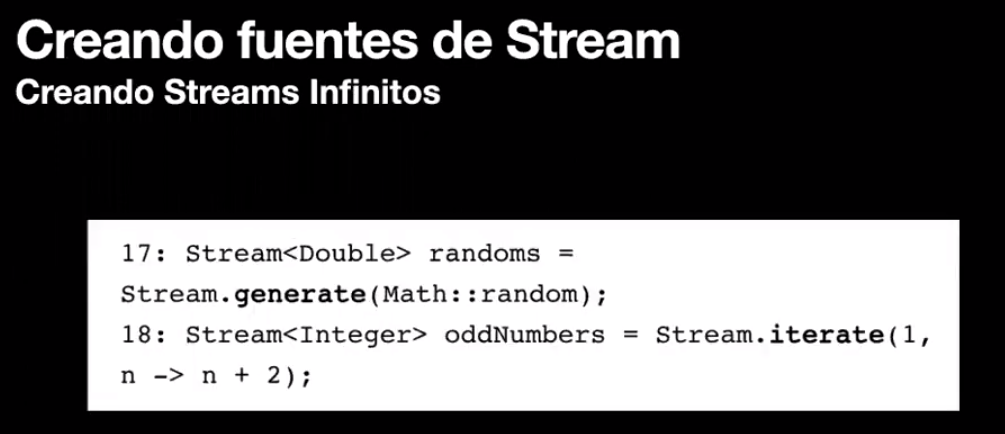 Creando fuentes de Stream
Creando Streams Infinitos
17: Stream<Double> randoms =
Stream.generate(Math::random);
18: Stream<Integer> oddNumbers = Stream.iterate(1,
n -> n + 2);